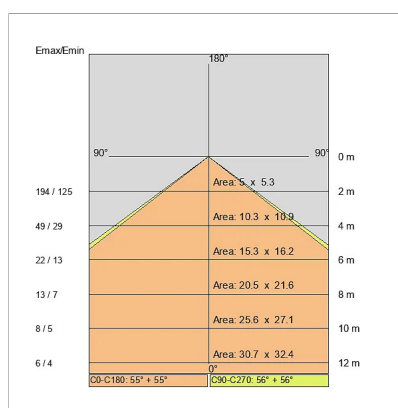 Emax/Emin
180°
90° 90° 0 m
Area: 5 x 5.3
194 / 125 2 m
Area: 10.3 x 10.9
49 / 29 4 m
Area: 15.3 x 16.2
22 / 13 6 m
Area: 20.5 x 21.6
13 / 7 8 m
Area: 25.6 x 27.1
8 / 5 10 m
Area: 30.7 x 32.4
6 / 4 12 m
0°
C0-C180: 55° + 55° C90-C270: 56° + 56°